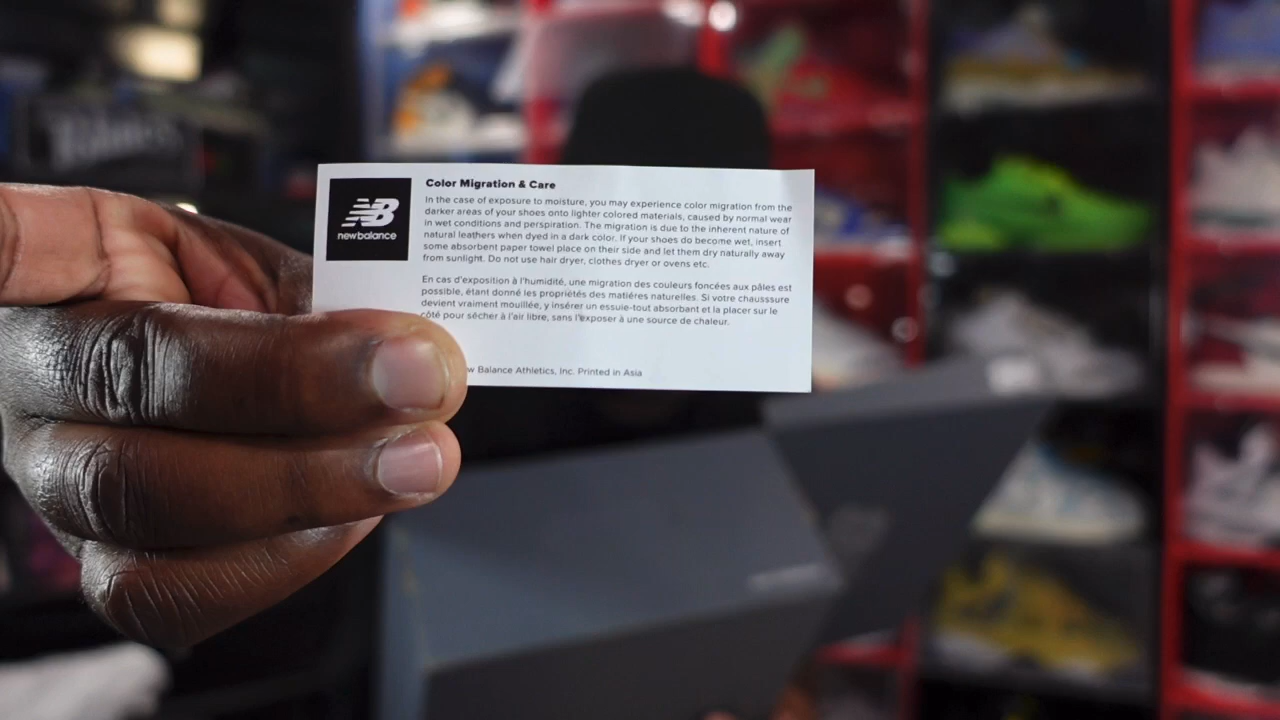 NB
newbalance
Color Migration & Care
In the case of exposure to moisture, you may experience color migration from the
darker areas of your shoes onto lighter colored materials, caused by normal wear
in wet conditions and perspiration. The migration is due to the inherent nature of
natural leathers when dyed in a dark color. If your shoes do become wet, insert
some absorbent paper towel place on their side and let them dry naturally away
from sunlight. Do not use hair dryer, clothes dryer or ovens etc.
En cas d'exposition à l'humidité, une migration des couleurs foncées aux pâles est
possible, étant donné les propriétés des matières naturelles. Si votre chausssure
devient vraiment mouillée, y insérer un essuie-tout absorbant et la placer sur le
côté pour sécher à l'air libre, sans l'exposer à une source de chaleur.
w Balance Athletics, Inc. Printed in Asia